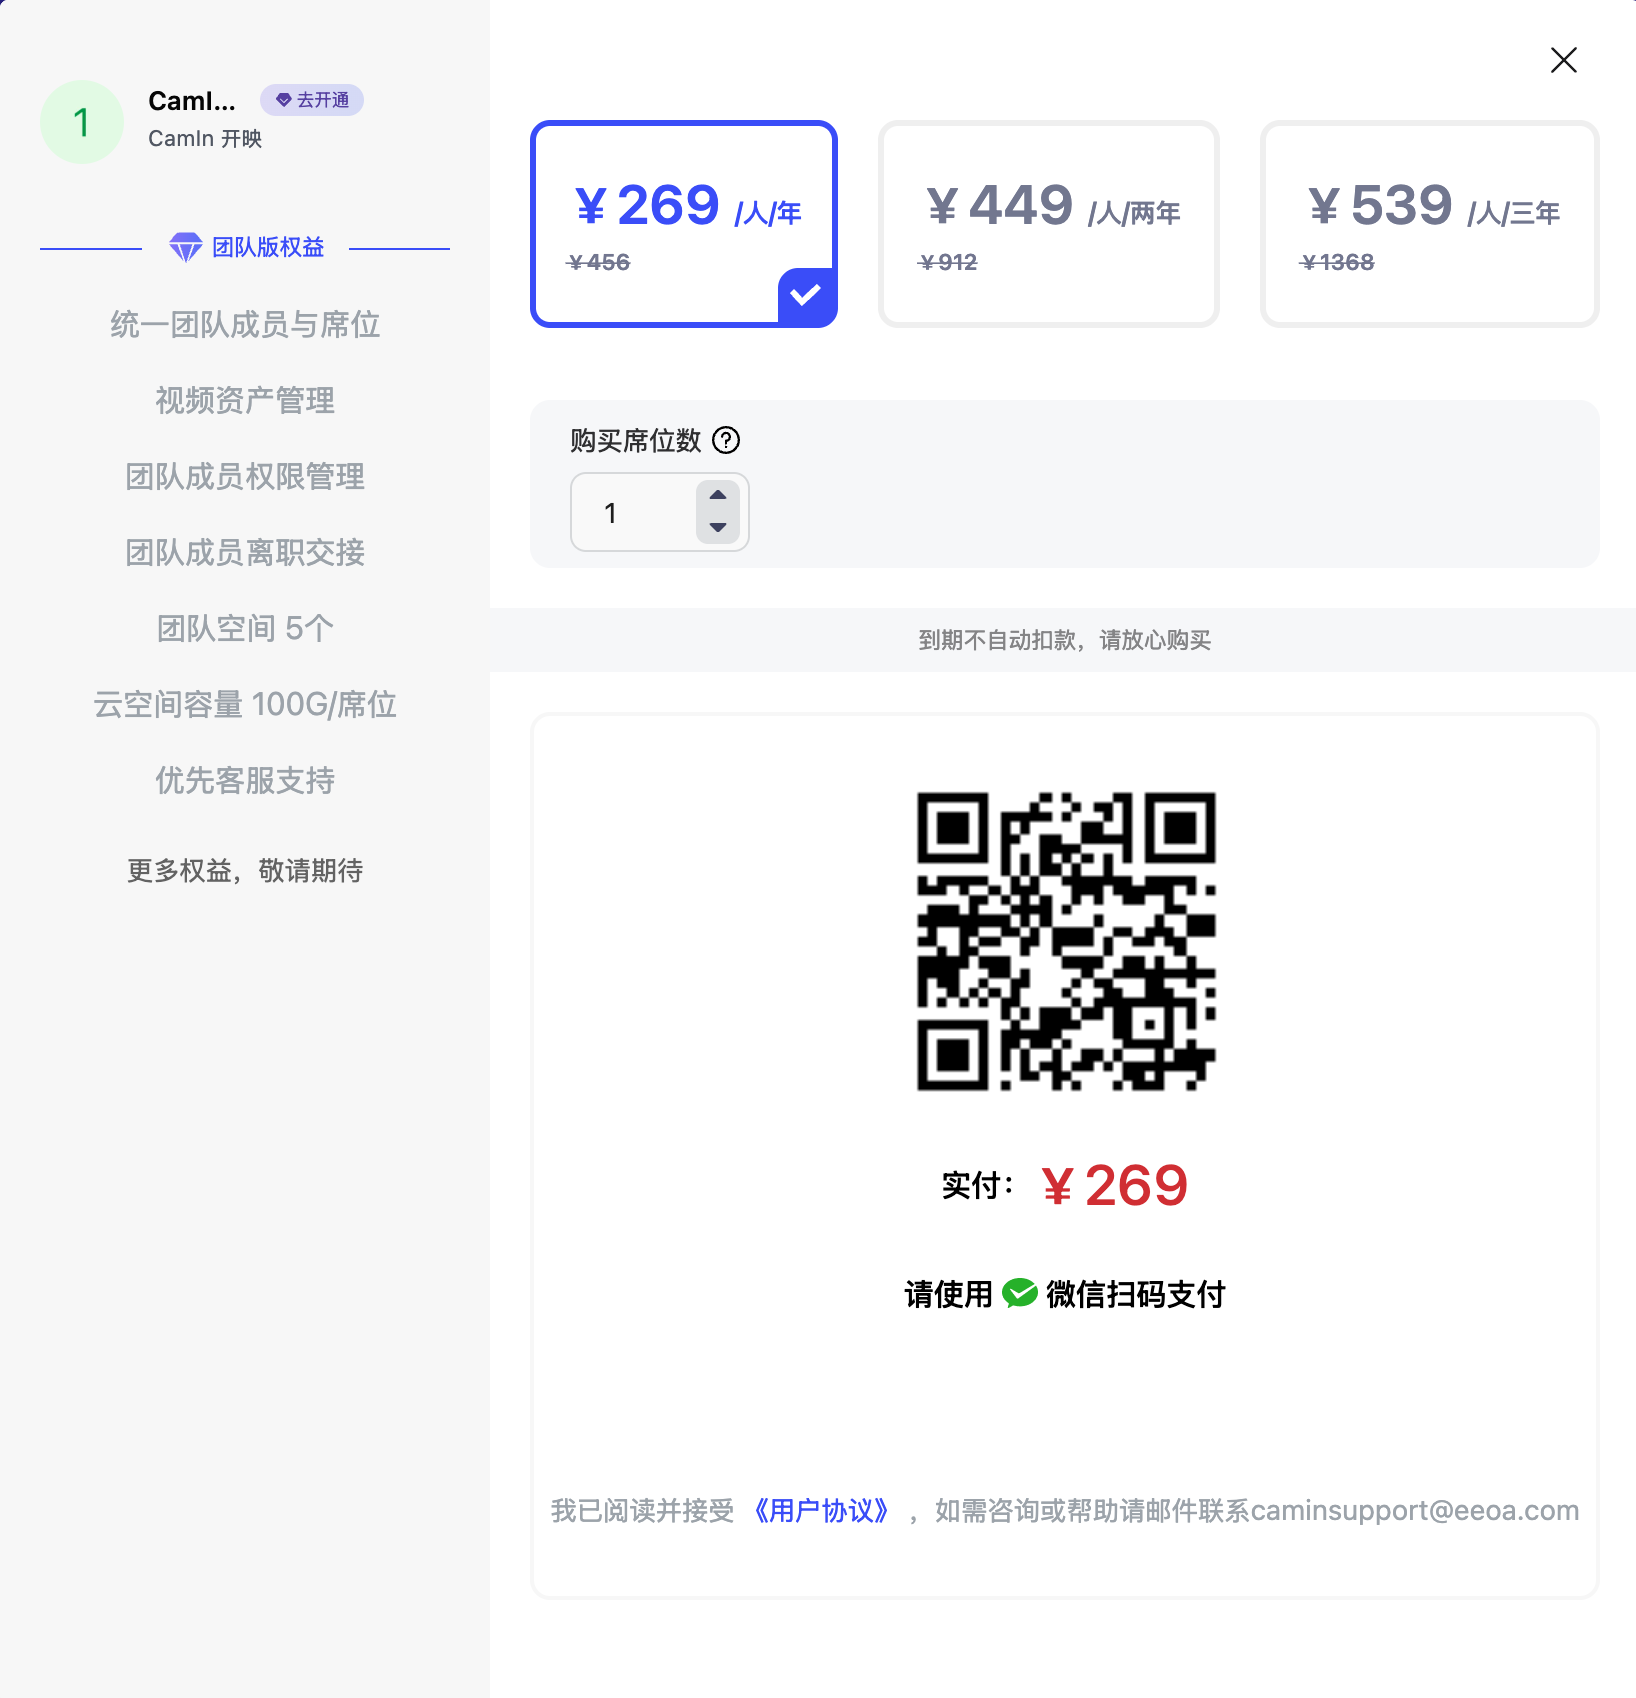 1
CamI...
去开通
CamIn 开映
团队版权益
统一团队成员与席位
视频资产管理
团队成员权限管理
团队成员离职交接
团队空间 5个
云空间容量 100G/席位
优先客服支持
更多权益，敬请期待
￥269 /人/年
￥456
￥449 /人/两年
￥912
￥539 /人/三年
￥1368
购买席位数 ?
1
到期不自动扣款，请放心购买
实付： ￥269
请使用 微信扫码支付
我已阅读并接受 《用户协议》 ，如需咨询或帮助请邮件联系caminsupport@eeoa.com